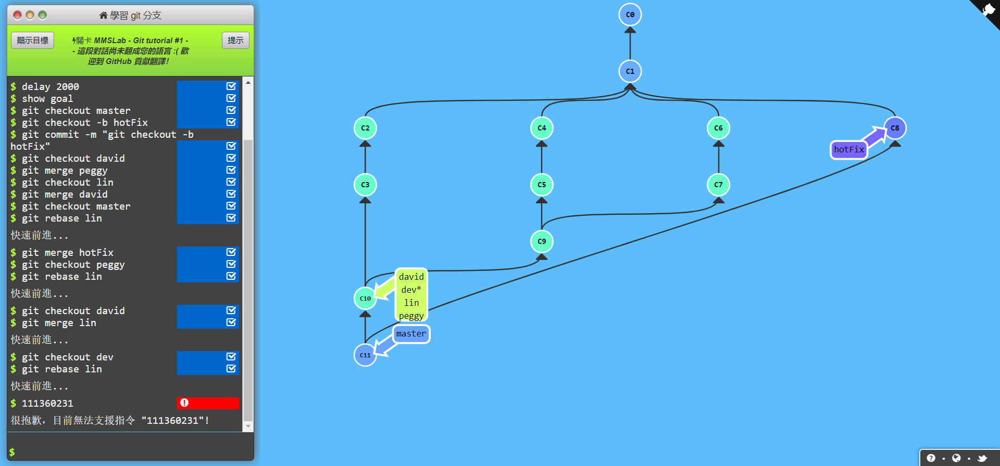 學習 git 分支
顯示目標
關卡 MMSLab - Git tutorial #1 -
- 這段對話尚未翻成您的語言 :( 歡
迎到 GitHub 貢獻翻譯！
提示
$ delay 2000
$ show goal
$ git checkout master
$ git checkout -b hotFix
$ git commit -m "git checkout -b
hotFix"
$ git checkout david
$ git merge peggy
$ git checkout lin
$ git merge david
$ git checkout master
$ git rebase lin
快速前進...
$ git merge hotFix
$ git checkout peggy
$ git rebase lin
快速前進...
$ git checkout david
$ git merge lin
快速前進...
$ git checkout dev
$ git rebase lin
快速前進...
$ 111360231
很抱歉，目前無法支援指令 "111360231"!
$
C0
C1
C2
C4
C6
C8
hotFix
C3
C5
C7
C9
david
dev*
lin
peggy
C10
master
C11